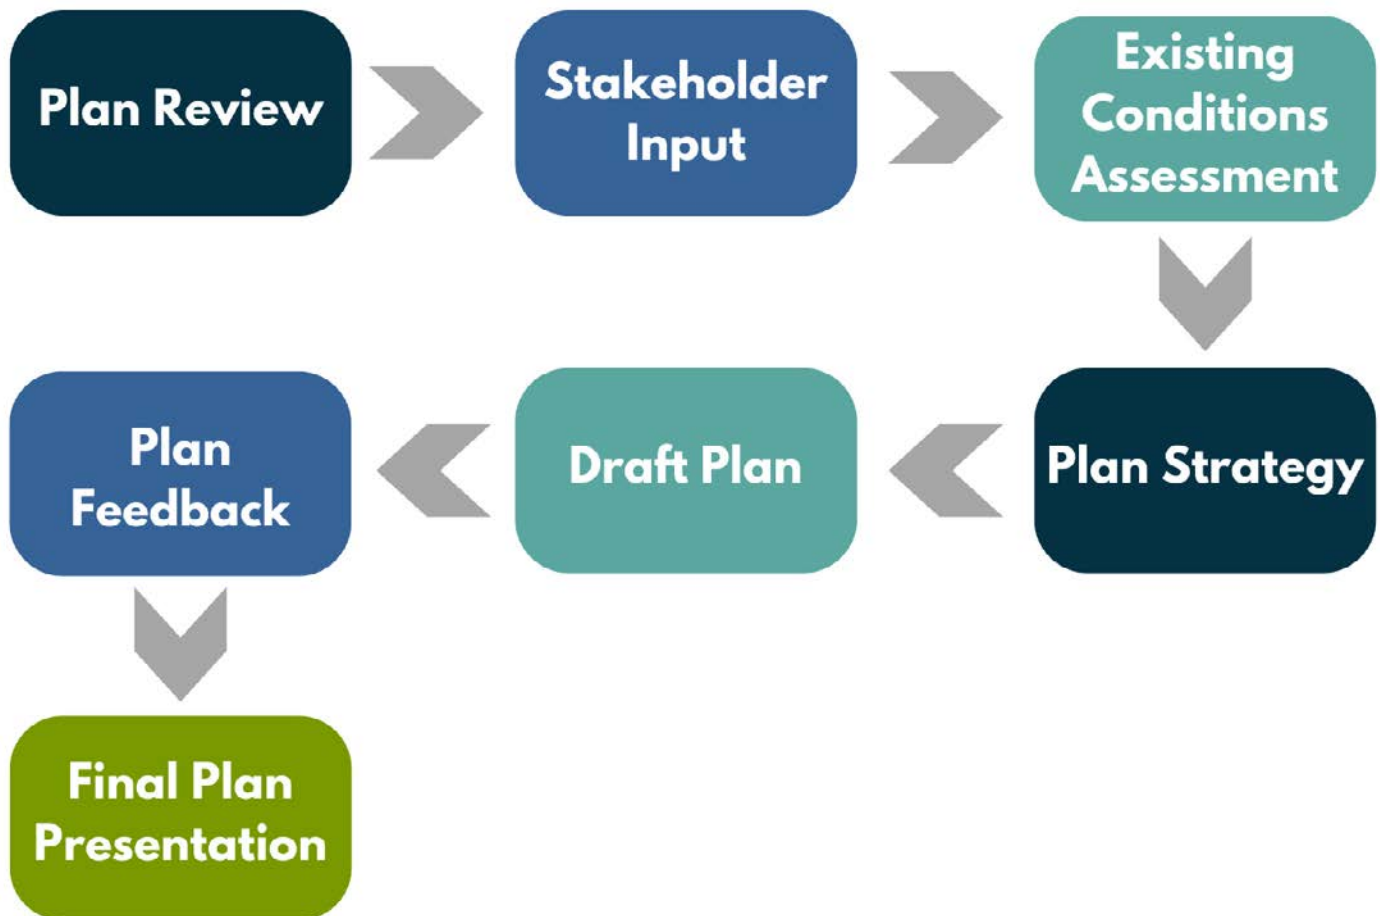 Plan Review
Stakeholder
Input
Existing
Conditions
Assessment
Plan Strategy
Draft Plan
Plan
Feedback
Final Plan
Presentation